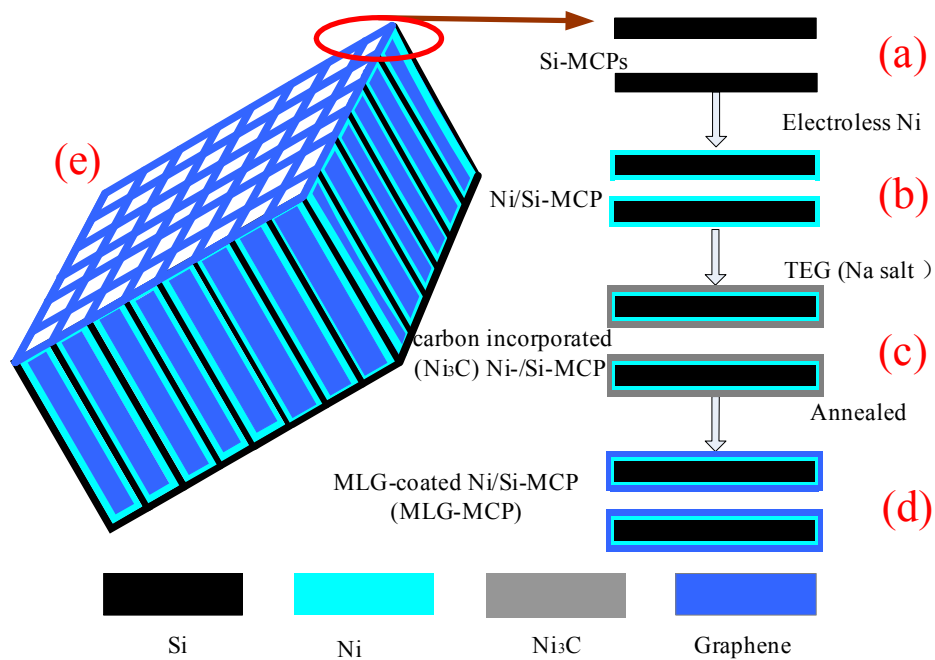 (a)
Si-MCPs
Electroless Ni
(e)
Ni/Si-MCP
(b)
TEG (Na salt ）
carbon incorporated
(Ni₃C) Ni-/Si-MCP
(c)
Annealed
MLG-coated Ni/Si-MCP
(MLG-MCP)
(d)
Si
Ni
Ni₃C
Graphene